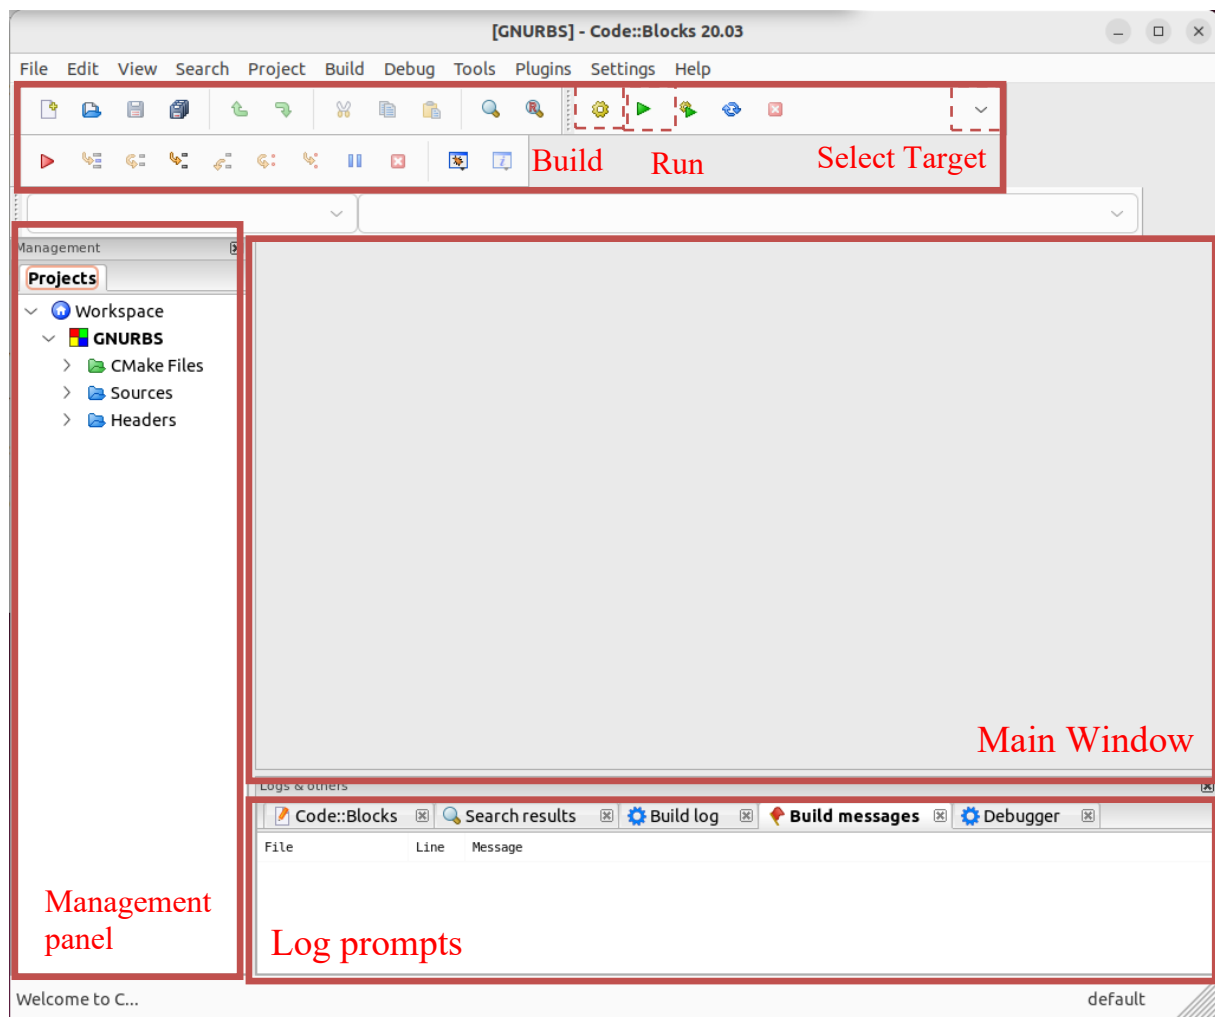 [GNURBS] - Code::Blocks 20.03
File Edit View Search Project Build Debug Tools Plugins Settings Help
Build Run Select Target
Management
Projects
Workspace
GNURBS
CMake Files
Sources
Headers
Main Window
Logs & others
Code::Blocks Search results Build log Build messages Debugger
File Line Message
Management
panel
Log prompts
Welcome to C... default